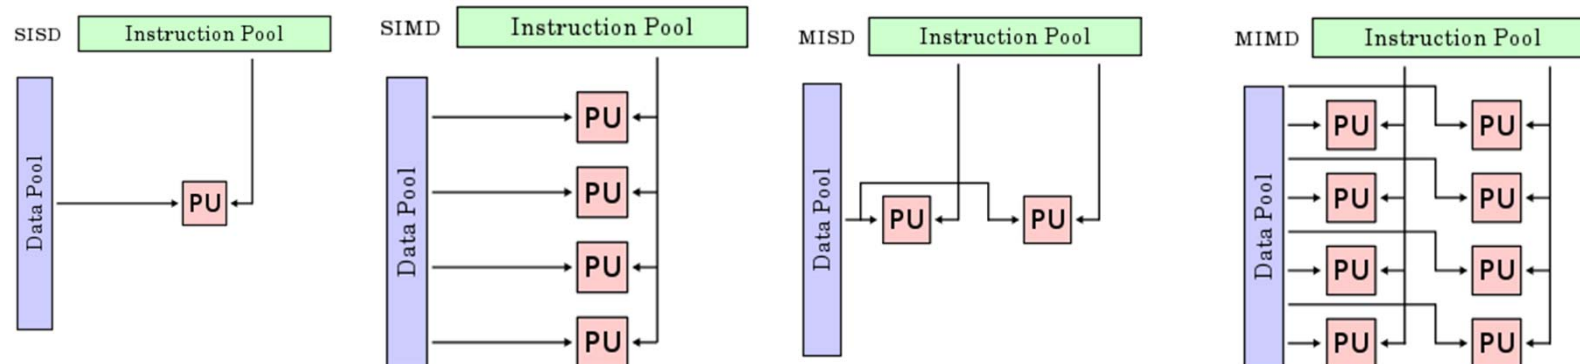 SISD
Instruction Pool
Data Pool
PU
SIMD
Instruction Pool
Data Pool
PU
PU
PU
PU
MISD
Instruction Pool
Data Pool
PU
PU
MIMD
Instruction Pool
Data Pool
PU
PU
PU
PU
PU
PU
PU
PU